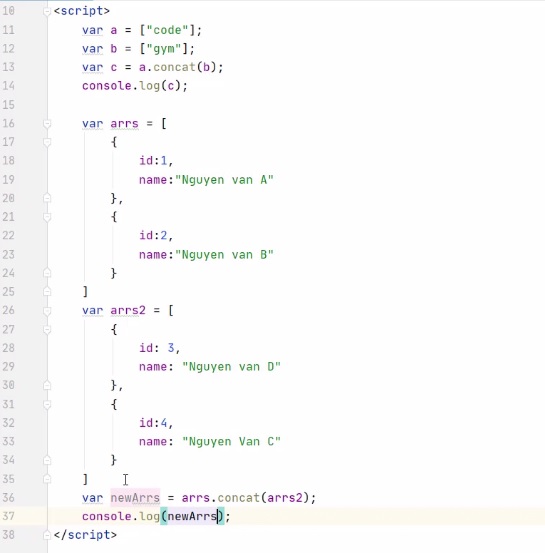 10 <script>
11 var a = ["code"];
12 var b = ["gym"];
13 var c = a.concat(b);
14 console.log(c);
15
16 var arrs = [
17 {
18 id:1,
19 name:"Nguyen van A"
20 },
21 {
22 id:2,
23 name:"Nguyen van B"
24 }
25 ]
26 var arrs2 = [
27 {
28 id: 3,
29 name: "Nguyen van D"
30 },
31 {
32 id:4,
33 name: "Nguyen Van C"
34 }
35 ]
36 var newArrs = arrs.concat(arrs2);
37 console.log(newArrs);
38 </script>